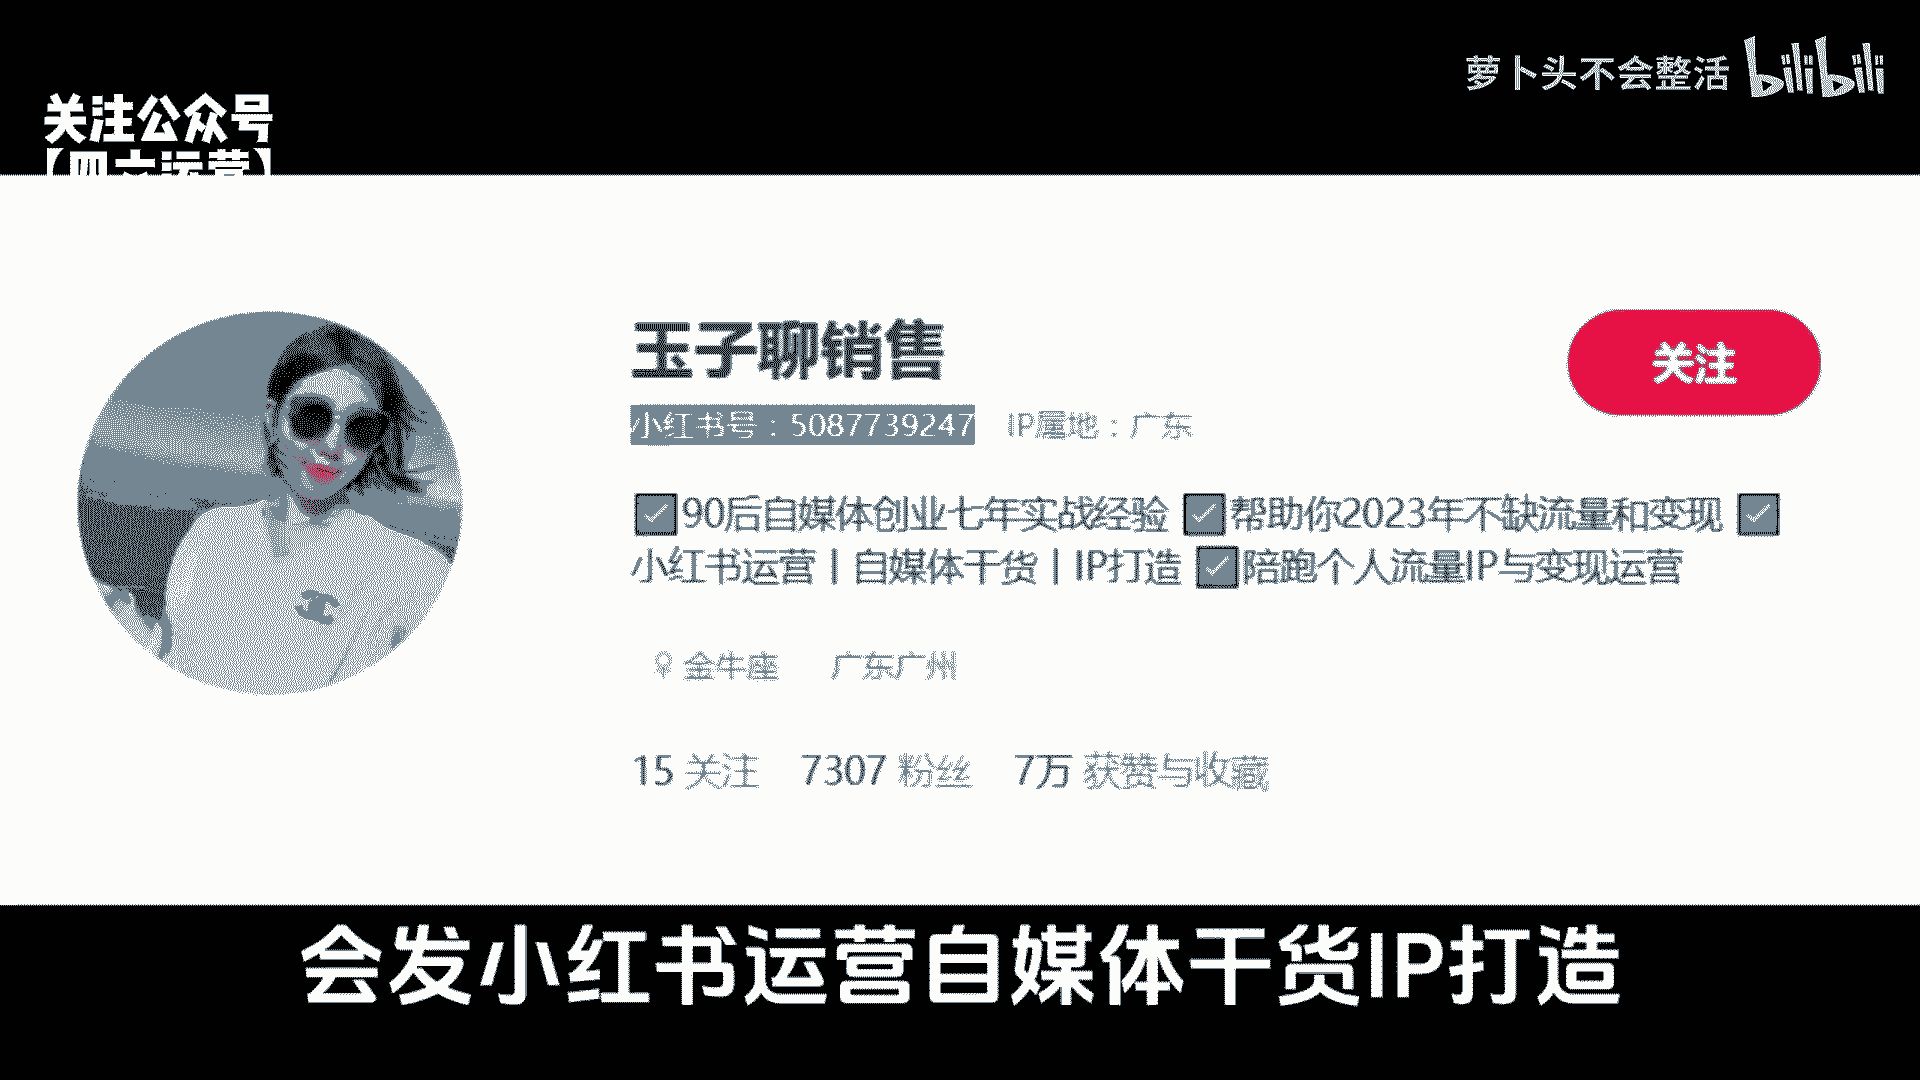 萝卜头不会整活 bilibili
关注公众号
【四六运营】
玉子聊销售
关注
小红书号：5087739247 IP属地：广东
90后自媒体创业七年实战经验 帮助你2023年不缺流量和变现
小红书运营丨自媒体干货丨IP打造 陪跑个人流量IP与变现运营
金牛座 广东广州
15 关注 7307 粉丝 7万 获赞与收藏
会发小红书运营自媒体干货IP打造